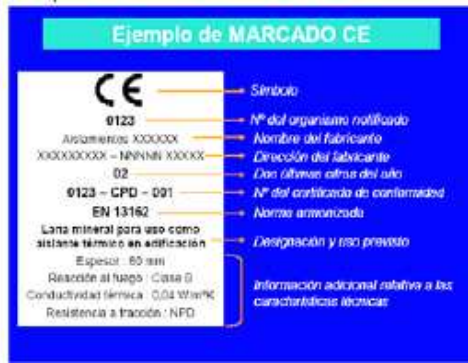 Ejemplo de MARCADO CE
CE
Símbolo
0123
Nº del organismo notificado
Aislamientos XXXXXX
Nombre del fabricante
XXXXXXXXX – NNNNN XXXXX
Dirección del fabricante
02
Dos últimas cifras del año
0123 – CPD – 001
Nº del certificado de conformidad
EN 13162
Norma armonizada
Lana mineral para uso como
aislante térmico en edificación
Designación y uso previsto
Espesor : 60 mm
Reacción al fuego : Clase B
Conductividad térmica : 0,04 W/mºK
Resistencia a tracción : NPD
Información adicional relativa a las
características técnicas